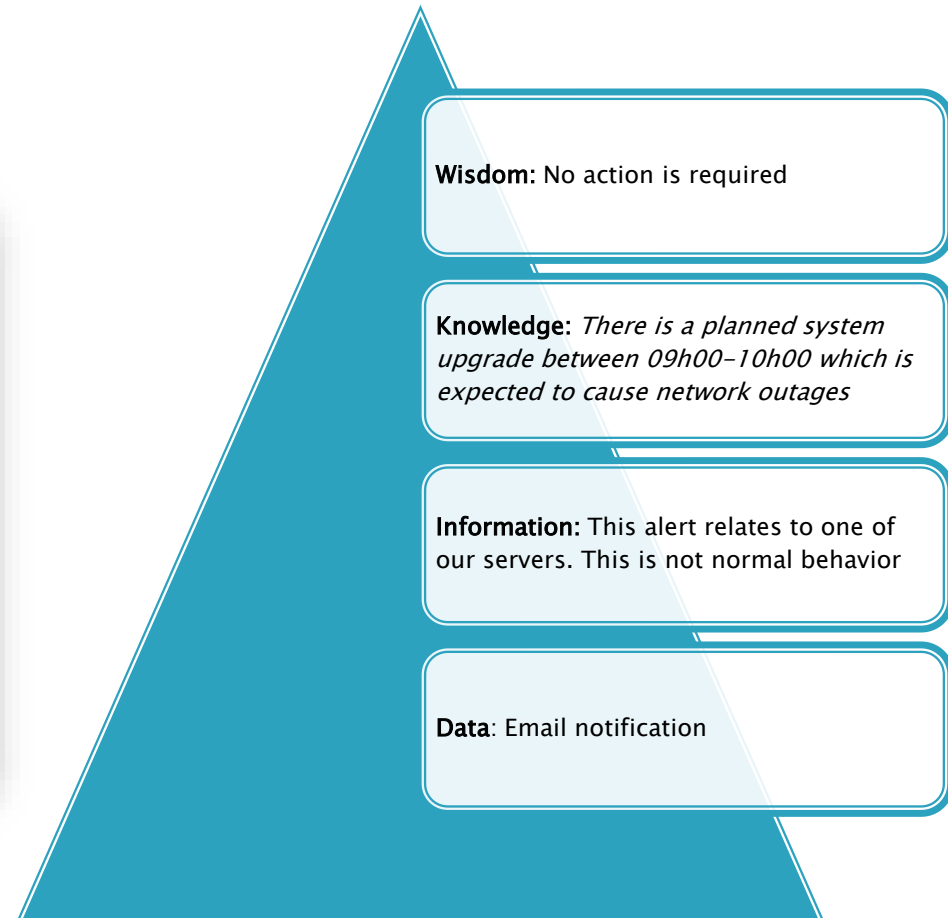 Wisdom: No action is required
Knowledge: There is a planned system
upgrade between 09h00-10h00 which is
expected to cause network outages
Information: This alert relates to one of
our servers. This is not normal behavior
Data: Email notification